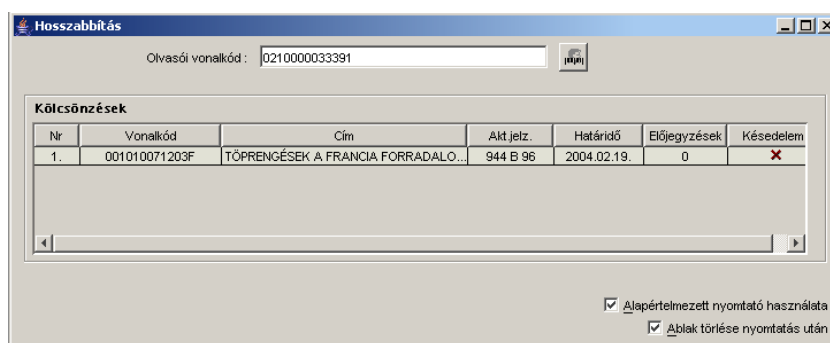 Hosszabbítás
Olvasói vonalkód : 0210000033391
Kölcsönzések
Nr Vonalkód Cím Akt.jelz. Határidő Előjegyzések Késedelem
1. 001010071203F TÖPRENGÉSEK A FRANCIA FORRADALO... 944 B 96 2004.02.19. 0
Alapértelmezett nyomtató használata
Ablak törlése nyomtatás után